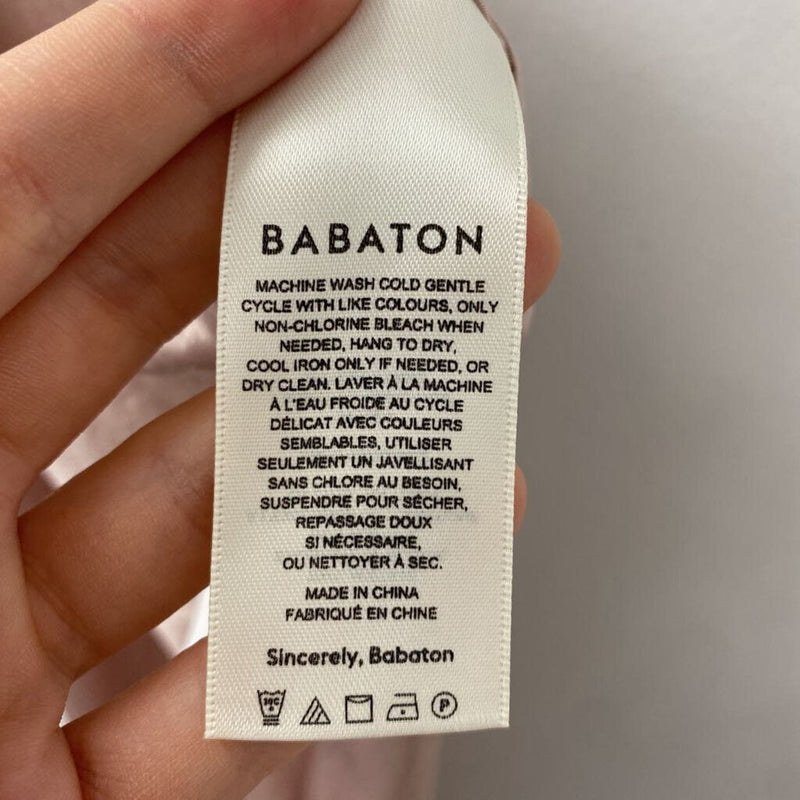 BABATON
MACHINE WASH COLD GENTLE
CYCLE WITH LIKE COLOURS, ONLY
NON-CHLORINE BLEACH WHEN
NEEDED, HANG TO DRY,
COOL IRON ONLY IF NEEDED, OR
DRY CLEAN. LAVER À LA MACHINE
À L'EAU FROIDE AU CYCLE
DÉLICAT AVEC COULEURS
SEMBLABLES, UTILISER
SEULEMENT UN JAVELLISANT
SANS CHLORE AU BESOIN,
SUSPENDRE POUR SÉCHER,
REPASSAGE DOUX
SI NÉCESSAIRE,
OU NETTOYER À SEC.
MADE IN CHINA
FABRIQUÉ EN CHINE
Sincerely, Babaton
30C P